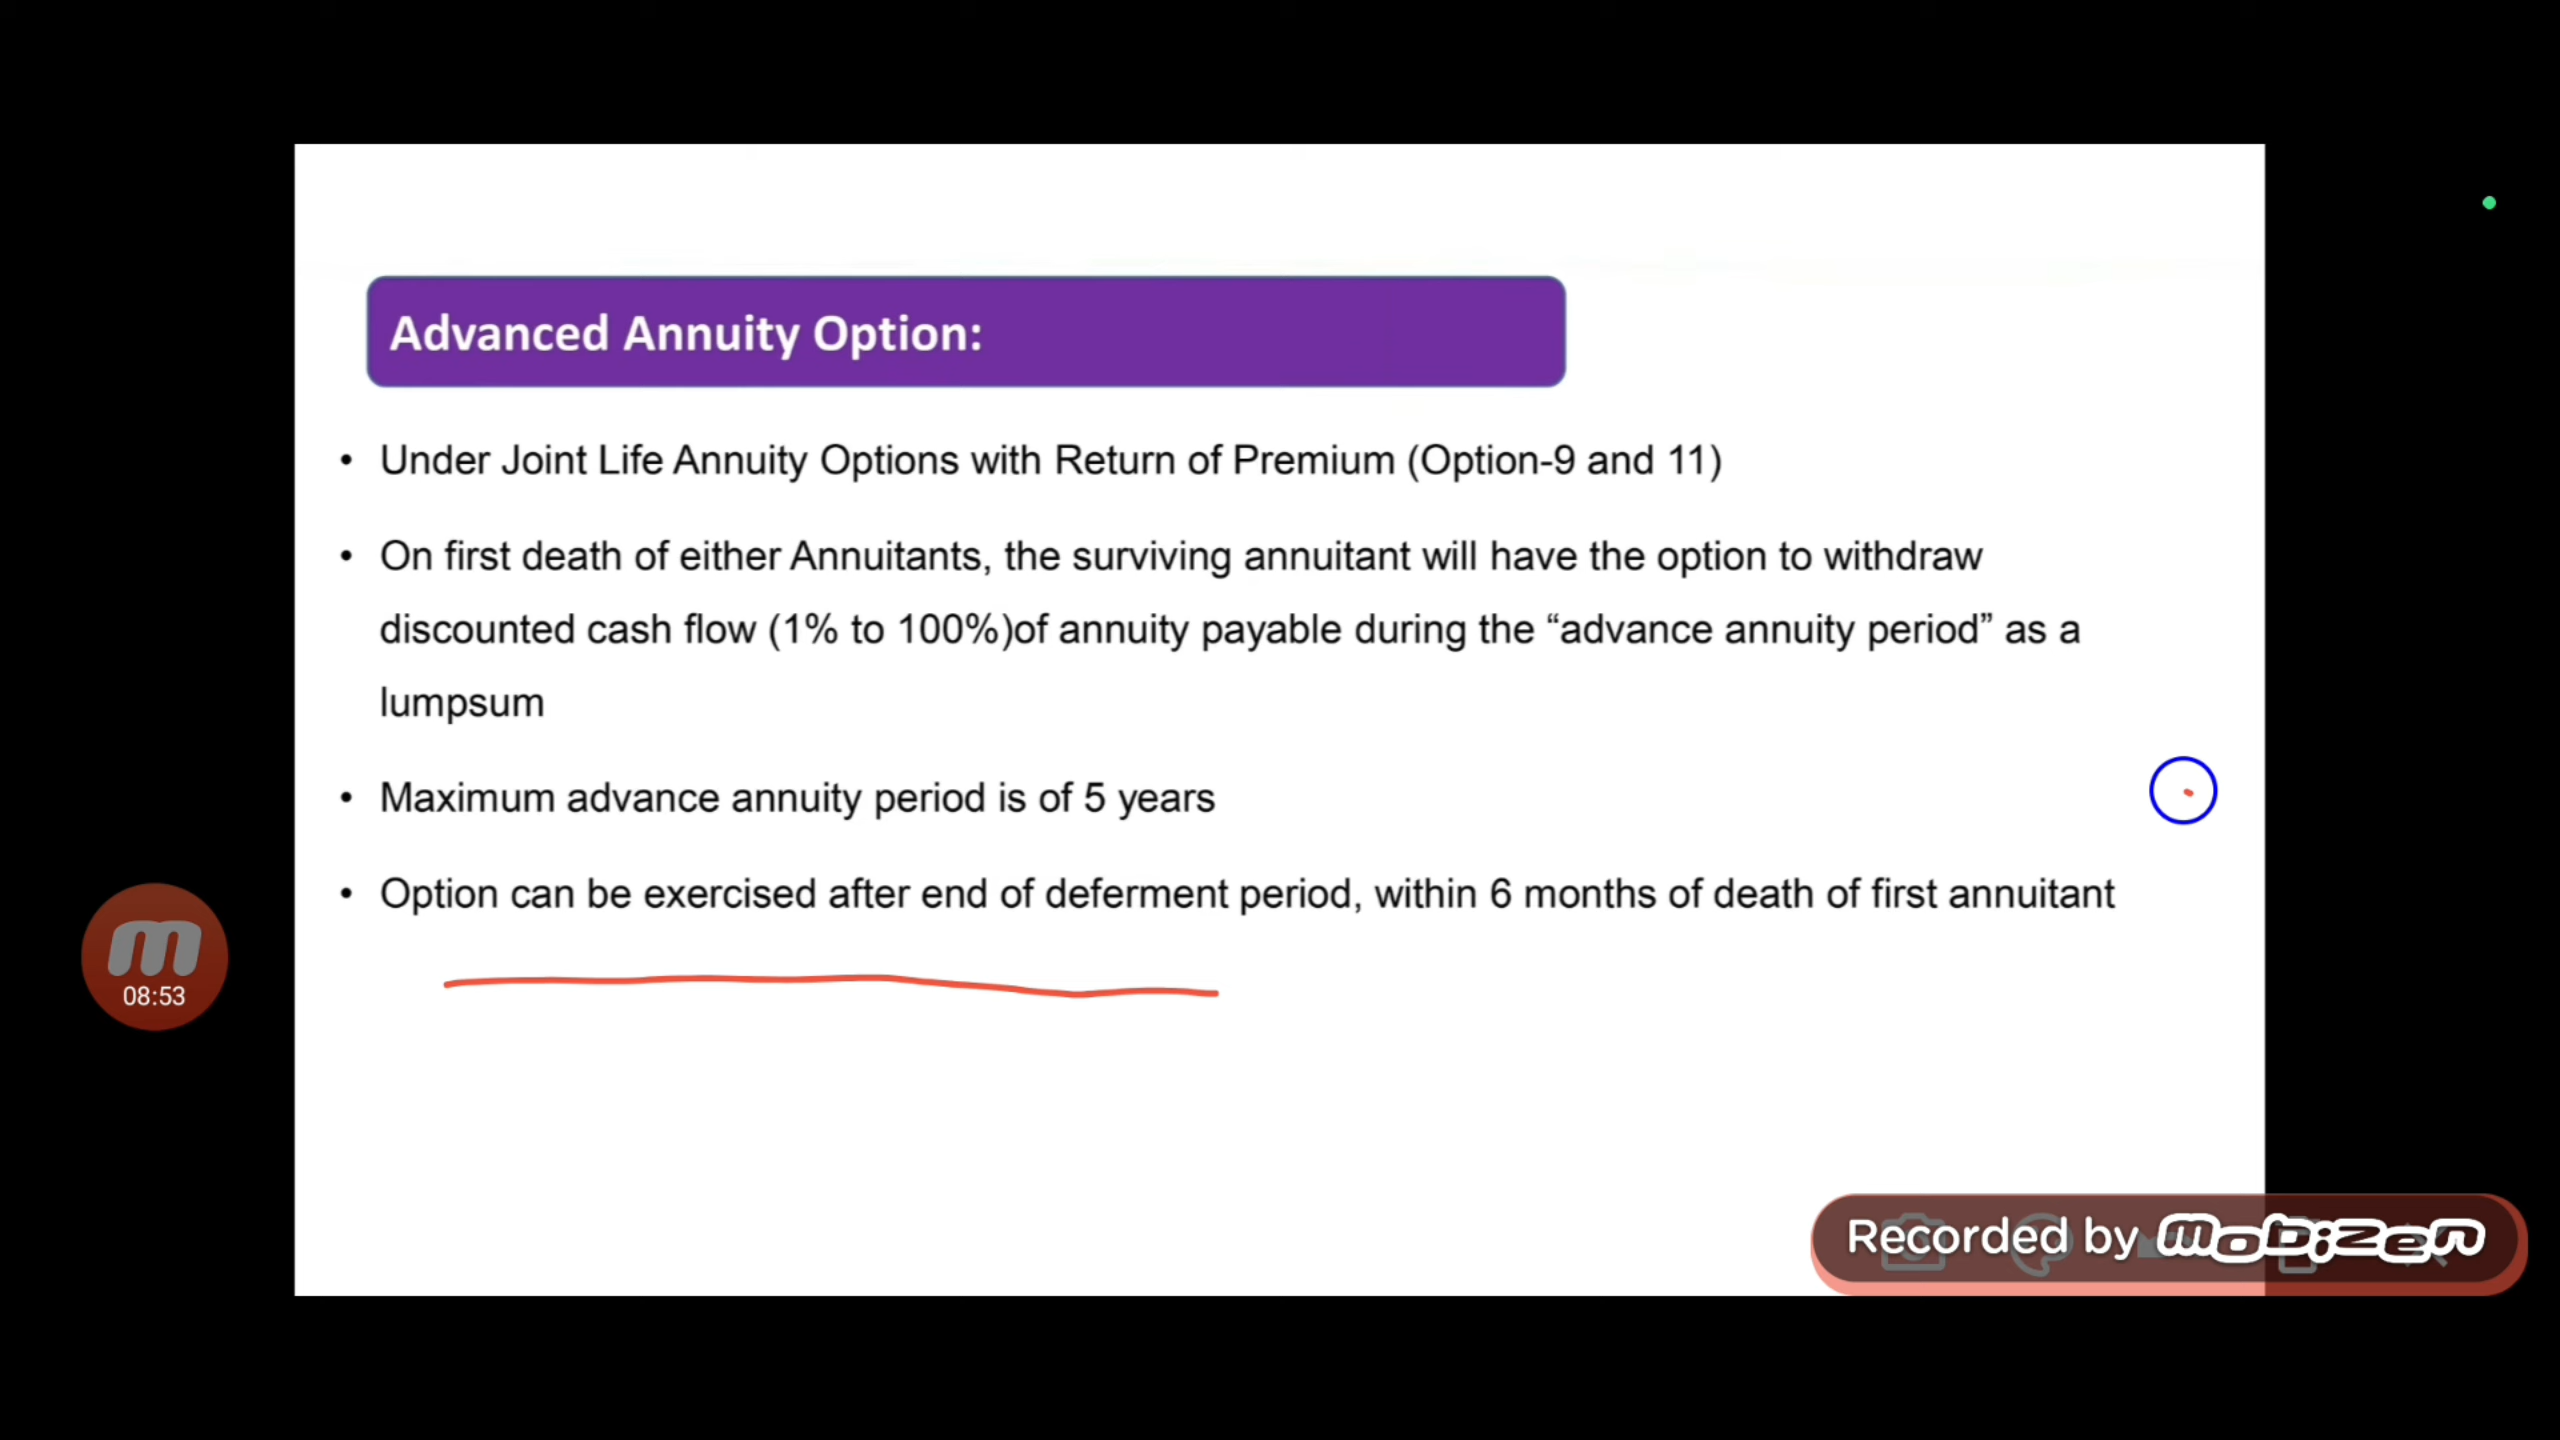 Advanced Annuity Option:
• Under Joint Life Annuity Options with Return of Premium (Option-9 and 11)
• On first death of either Annuitants, the surviving annuitant will have the option to withdraw
discounted cash flow (1% to 100%)of annuity payable during the “advance annuity period” as a
lumpsum
• Maximum advance annuity period is of 5 years
• Option can be exercised after end of deferment period, within 6 months of death of first annuitant
m
08:53
Recorded by mobizen